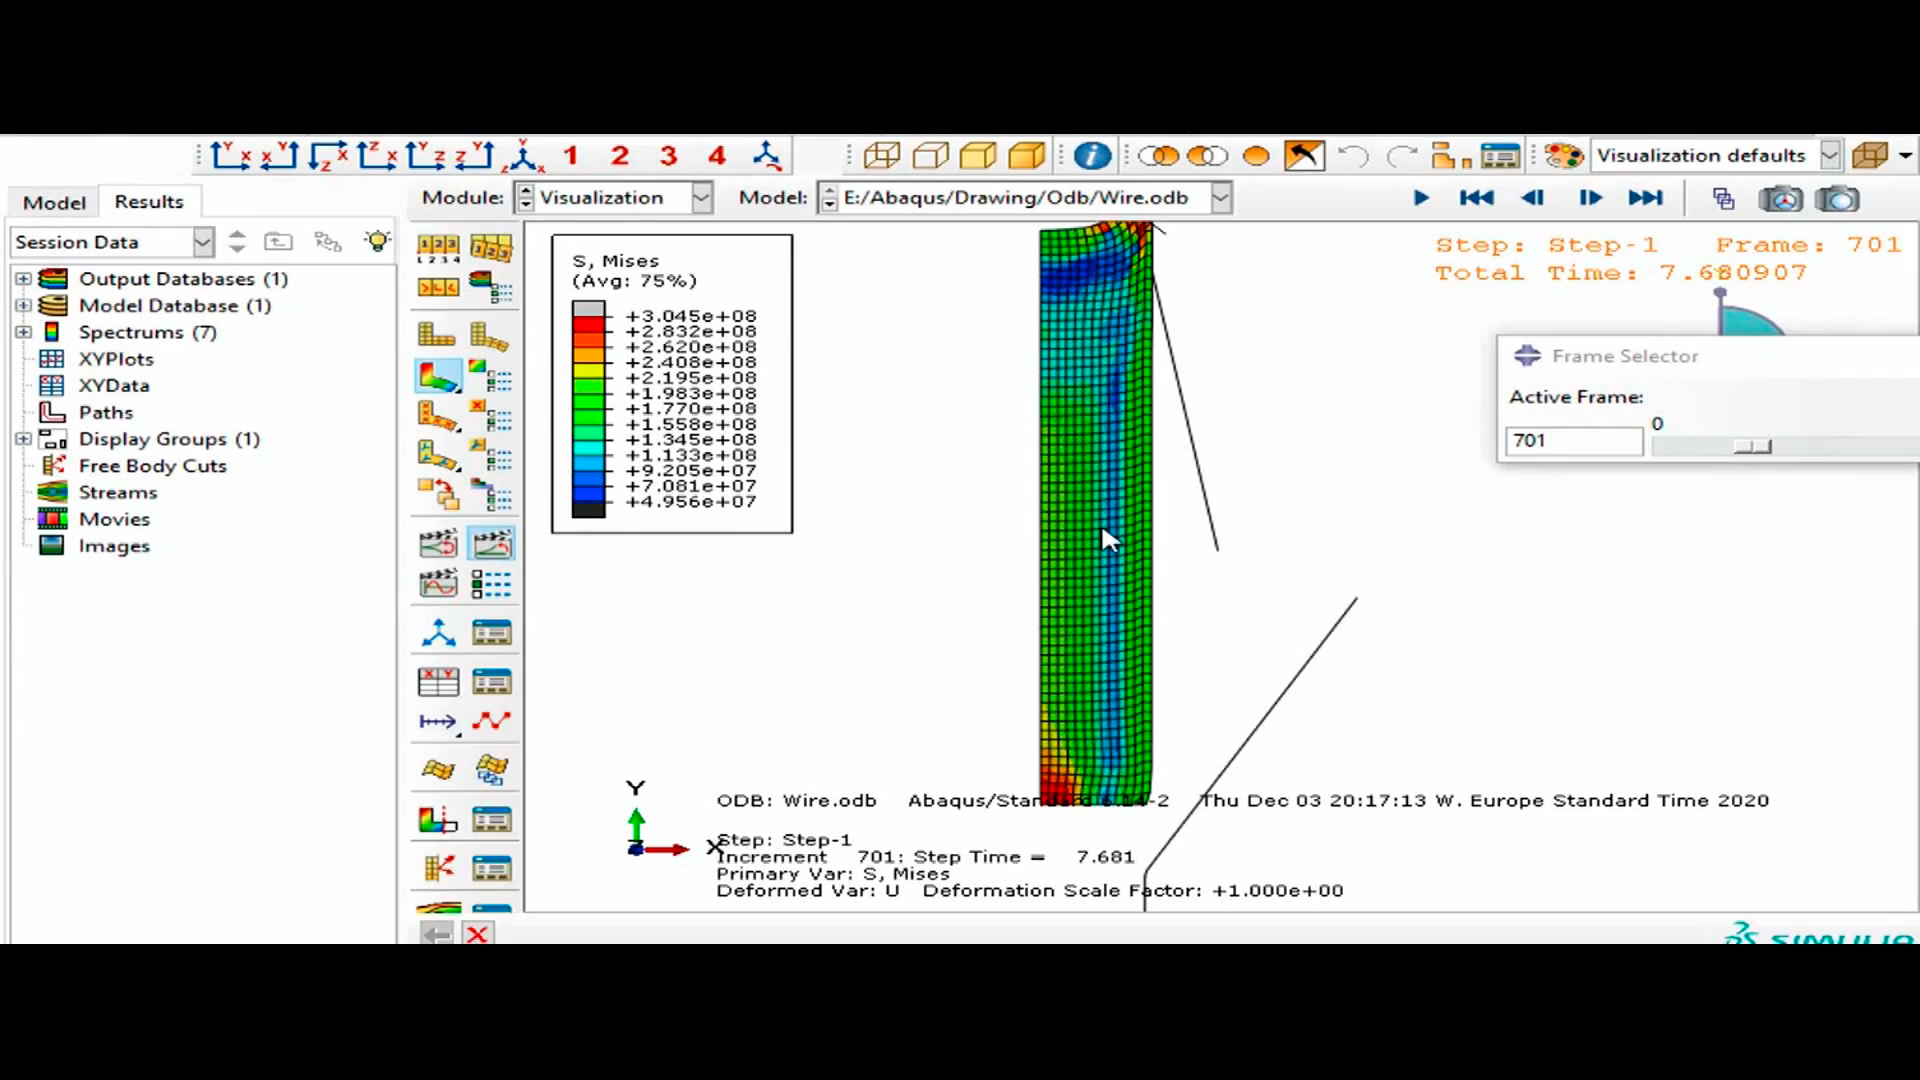 1 2 3 4
Visualization defaults
Model Results
Module: Visualization Model: E:/Abaqus/Drawing/Odb/Wire.odb
Session Data
Output Databases (1)
Model Database (1)
Spectrums (7)
XYPlots
XYData
Paths
Display Groups (1)
Free Body Cuts
Streams
Movies
Images
S, Mises
(Avg: 75%)
+3.045e+08
+2.832e+08
+2.620e+08
+2.408e+08
+2.195e+08
+1.983e+08
+1.770e+08
+1.558e+08
+1.345e+08
+1.133e+08
+9.205e+07
+7.081e+07
+4.956e+07
Step: Step-1 Frame: 701
Total Time: 7.680907
Frame Selector
Active Frame:
0
701
Y
X
ODB: Wire.odb Abaqus/Standard 6.14-2 Thu Dec 03 20:17:13 W. Europe Standard Time 2020
Step: Step-1
Increment 701: Step Time = 7.681
Primary Var: S, Mises
Deformed Var: U Deformation Scale Factor: +1.000e+00
SIMULIA